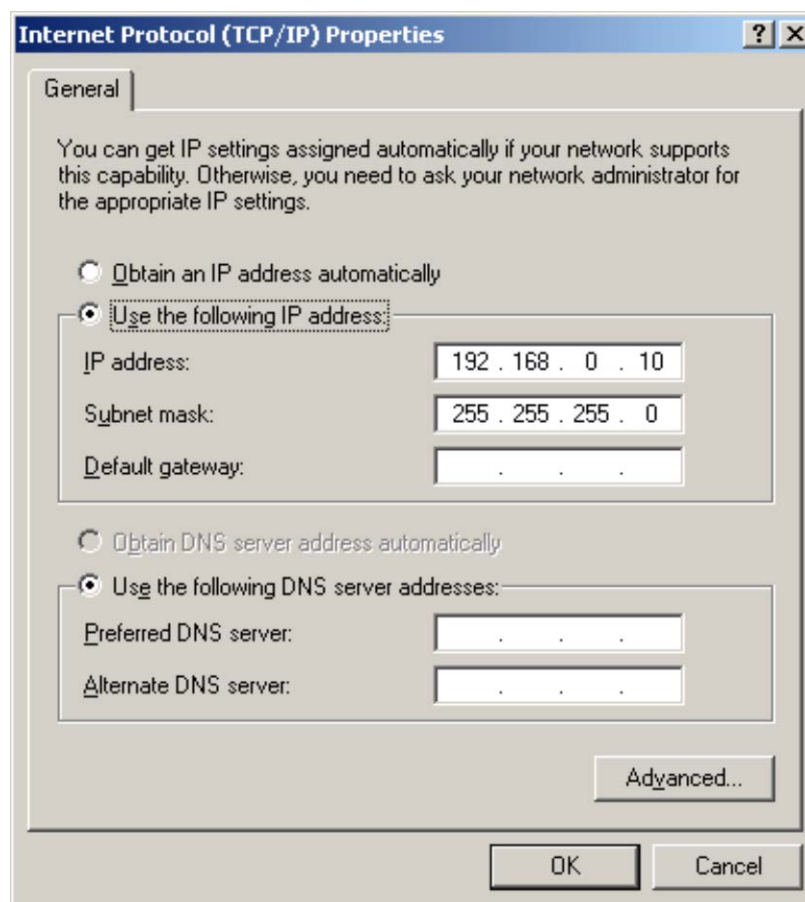 Internet Protocol (TCP/IP) Properties
General
You can get IP settings assigned automatically if your network supports
this capability. Otherwise, you need to ask your network administrator for
the appropriate IP settings.
Obtain an IP address automatically
Use the following IP address:
IP address: 192 . 168 . 0 . 10
Subnet mask: 255 . 255 . 255 . 0
Default gateway: . . .
Obtain DNS server address automatically
Use the following DNS server addresses:
Preferred DNS server: . . .
Alternate DNS server: . . .
Advanced...
OK Cancel